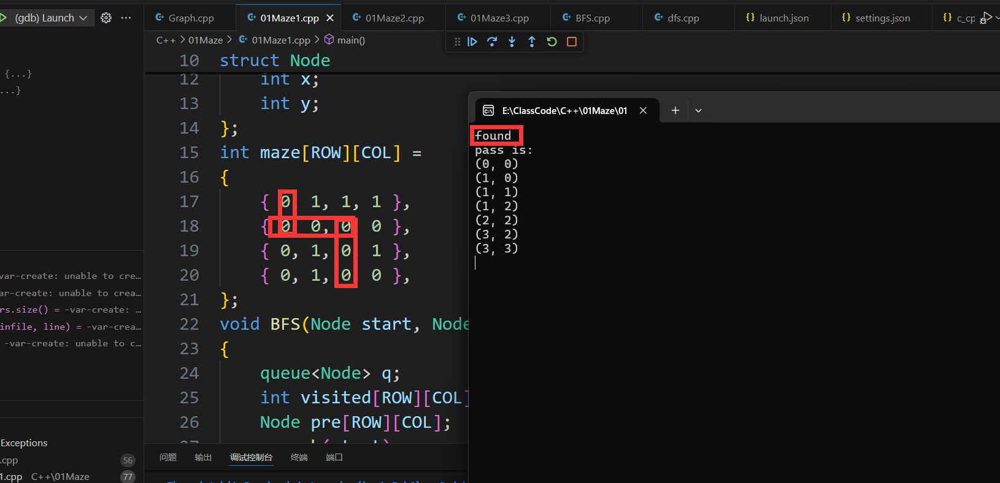 (gdb) Launch
Graph.cpp
01Maze1.cpp
01Maze2.cpp
01Maze3.cpp
BFS.cpp
dfs.cpp
{} launch.json
{} settings.json
{} c_cp
C++ > 01Maze > 01Maze1.cpp > main()
{...}
...}
10 struct Node
12 int x;
13 int y;
14 };
15 int maze[ROW][COL] =
16 {
17 { 0 1, 1, 1 },
18 { 0 0, 0 0 },
19 { 0, 1, 0 1 },
20 { 0, 1, 0 0 },
21 };
22 void BFS(Node start, Node
23 {
24 queue<Node> q;
25 int visited[ROW][COL]
26 Node pre[ROW][COL];
27
E:\ClassCode\C++\01Maze\01
found
pass is:
(0, 0)
(1, 0)
(1, 1)
(1, 2)
(2, 2)
(3, 2)
(3, 3)
var-create: unable to cre…
ar-create: unable to crea…
rs.size() = -var-create: …
infile, line) = -var-crea…
-var-create: unable to c…
Exceptions
.cpp 56
1.cpp C++\01Maze 77
问题 输出 调试控制台 终端 端口